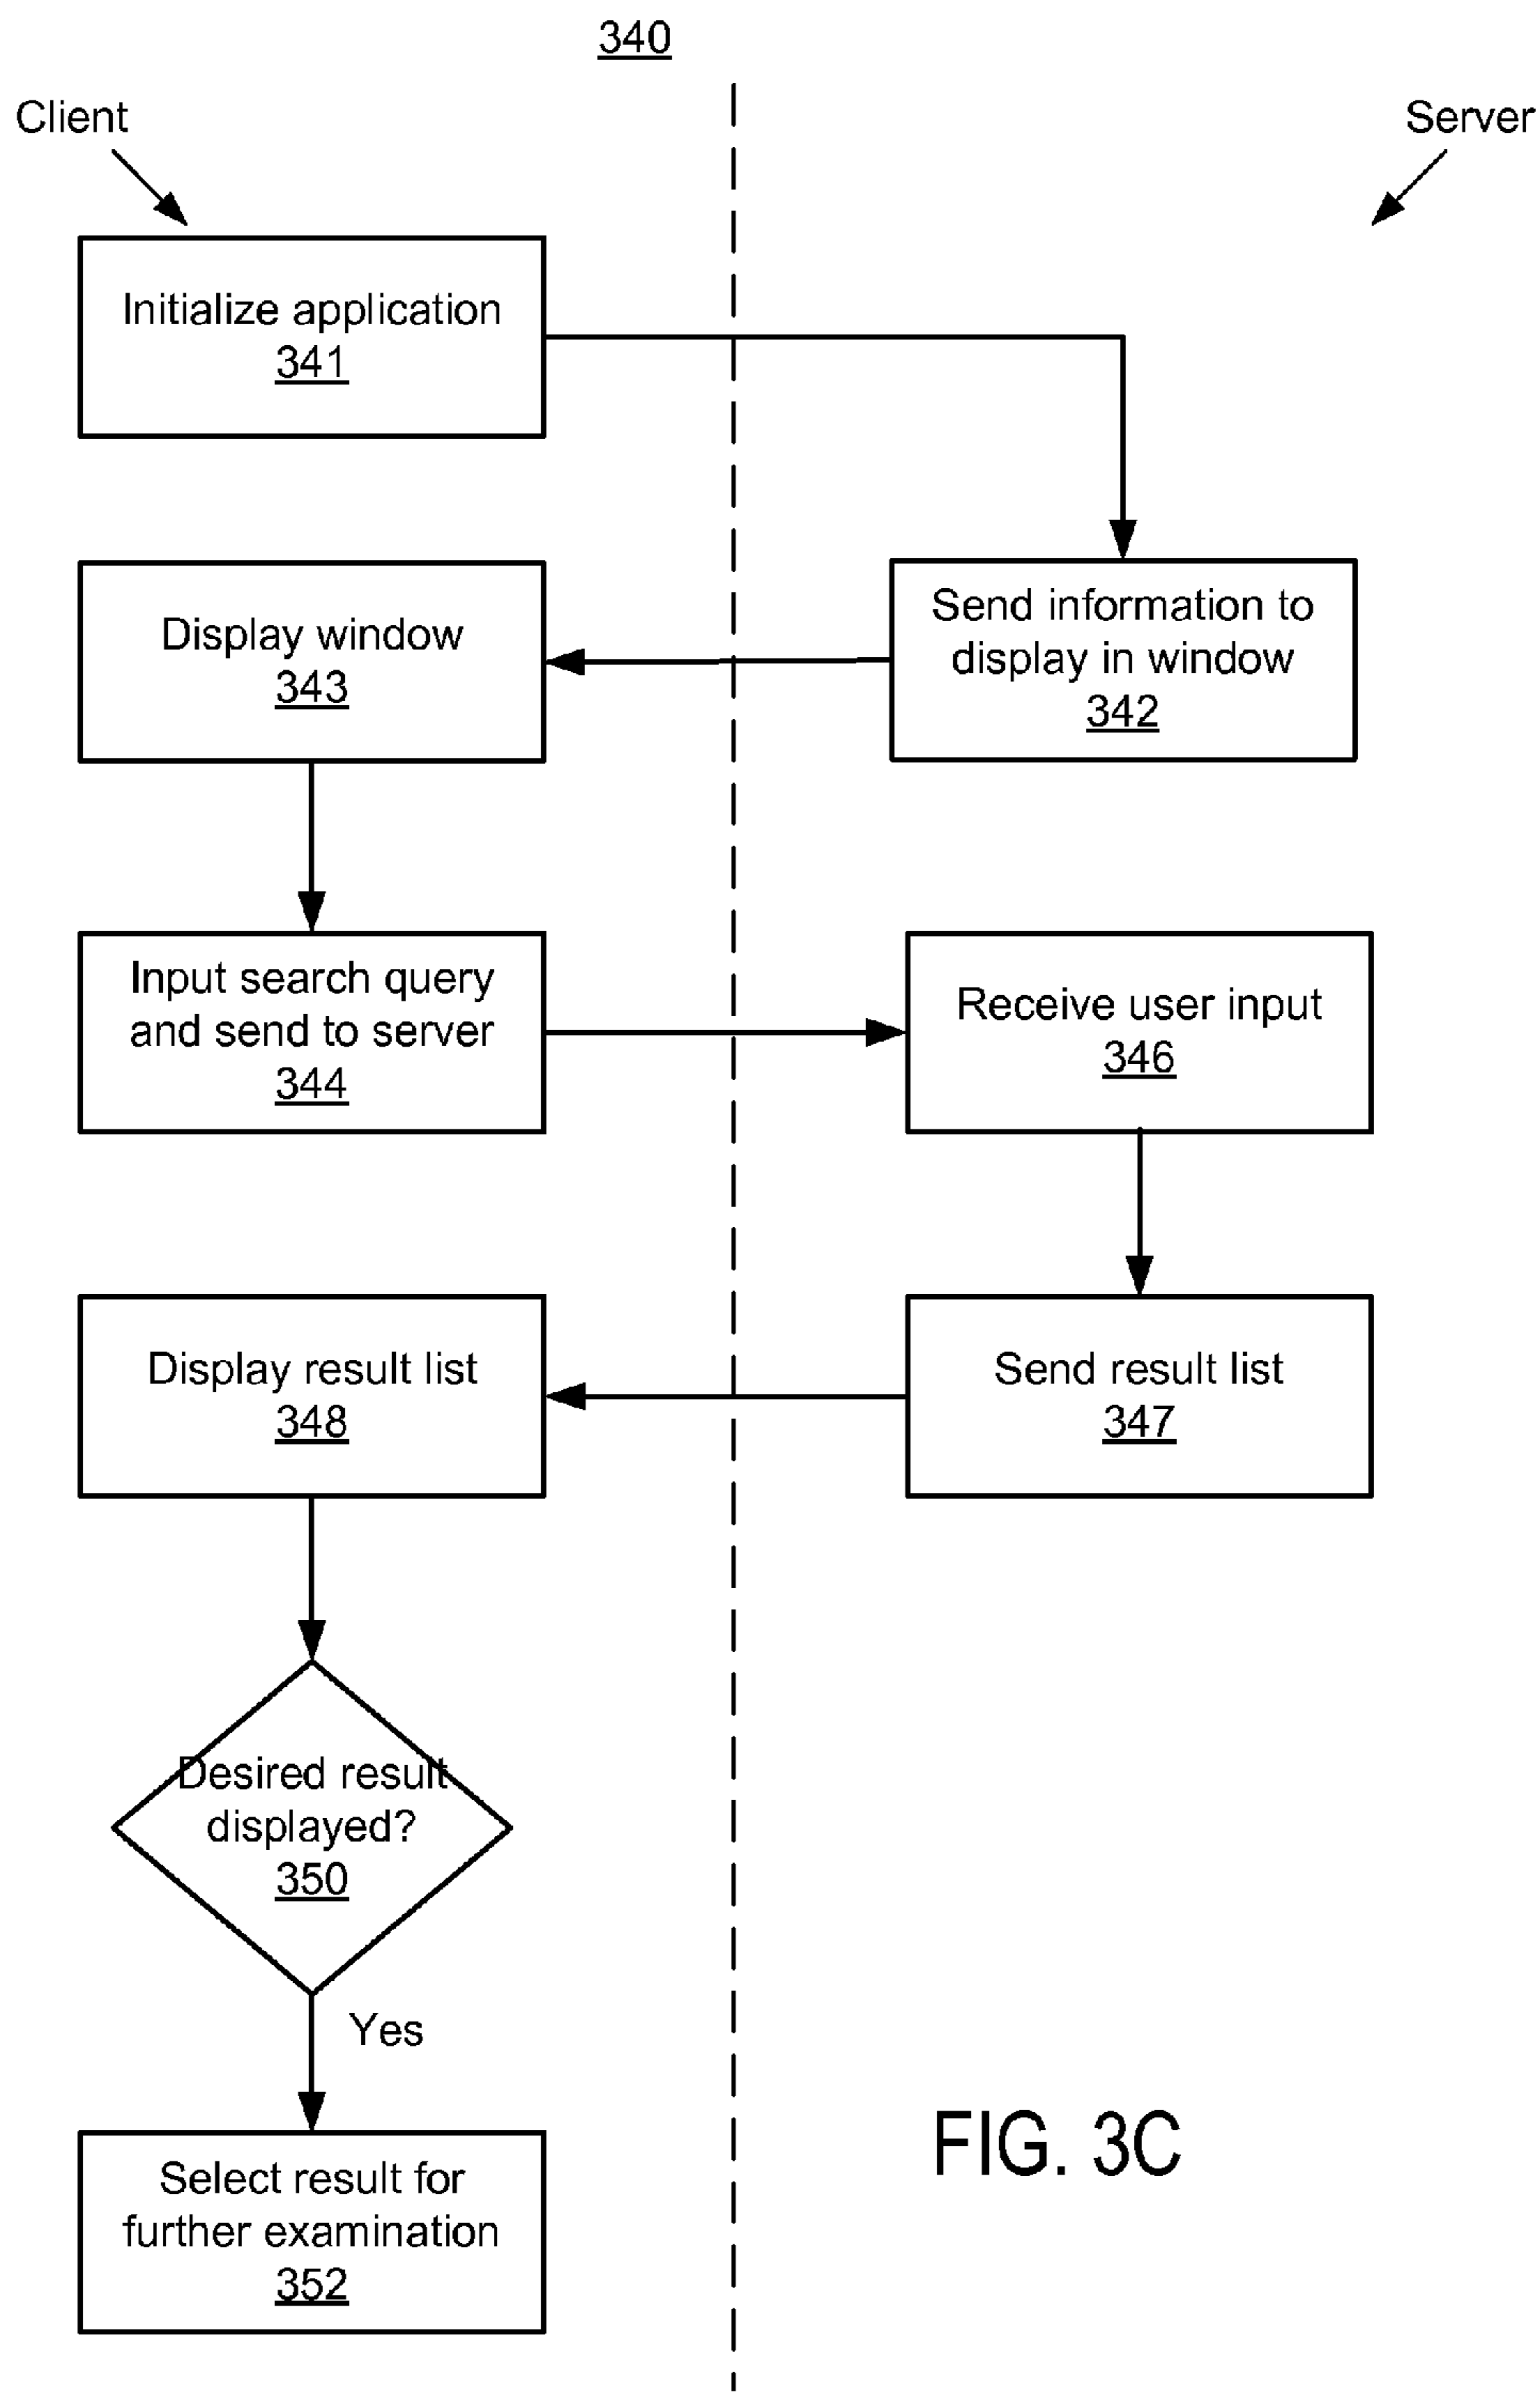 340
Client
Server
Initialize application
341
Send information to
display in window
342
Display window
343
Input search query
and send to server
344
Receive user input
346
Send result list
347
Display result list
348
Desired result
displayed?
350
Yes
Select result for
further examination
352
FIG. 3C